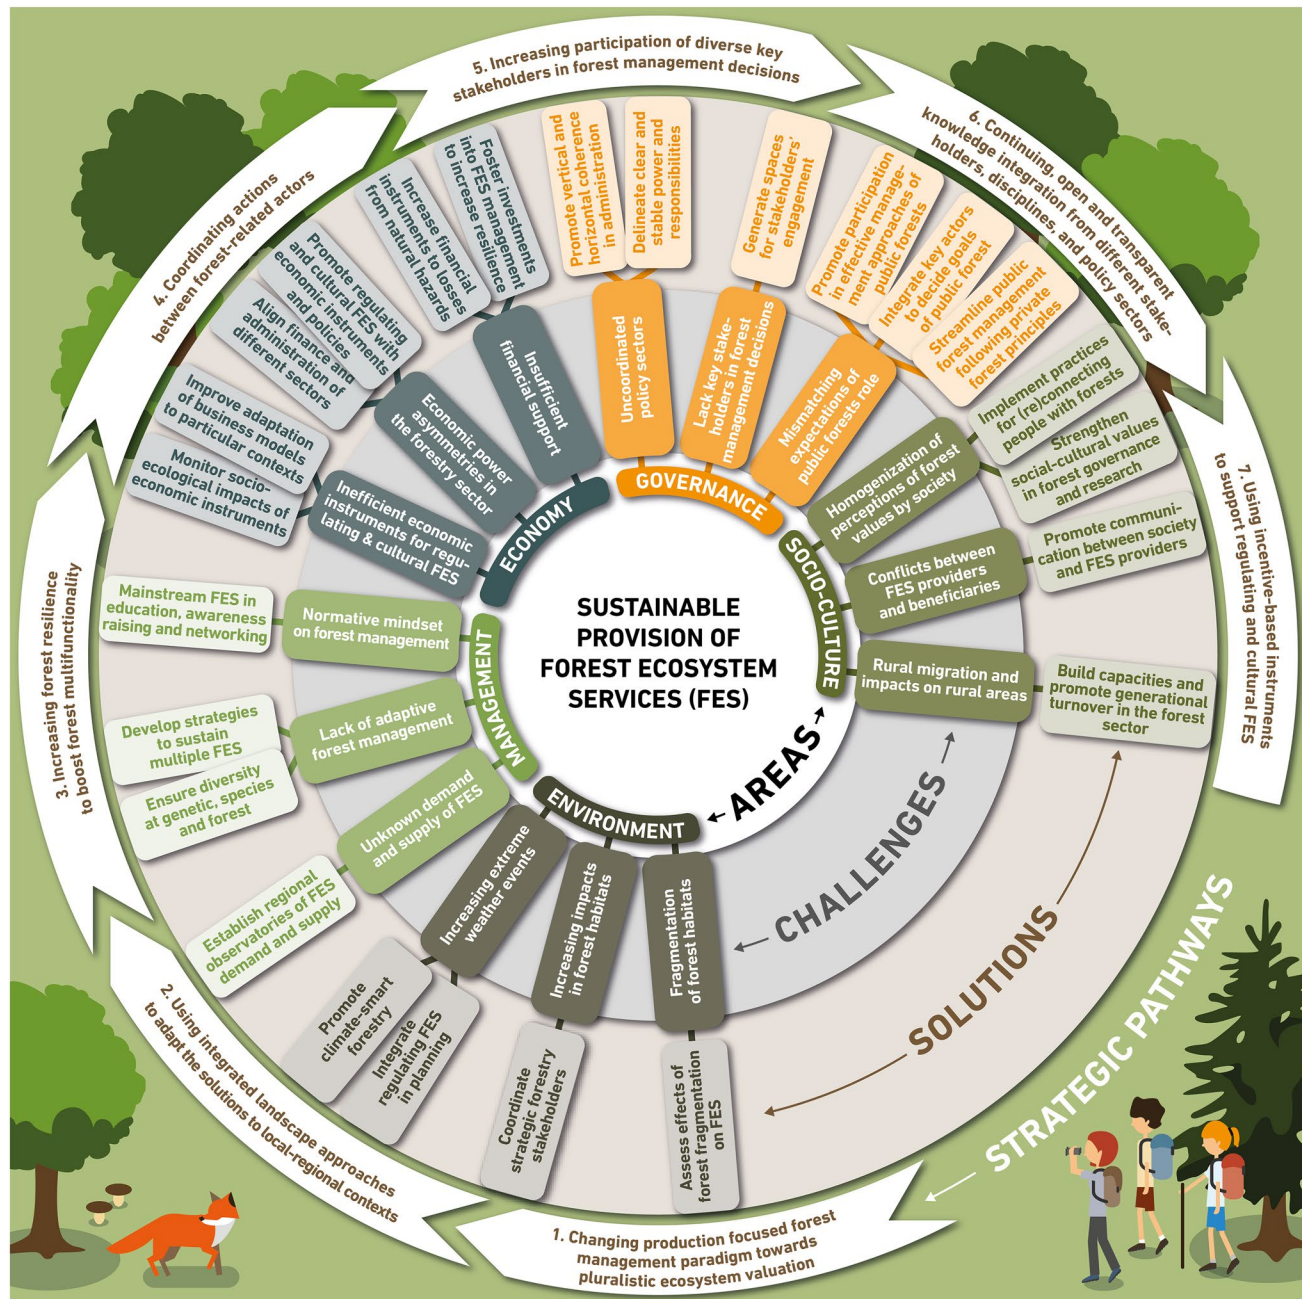 SUSTAINABLE
PROVISION OF
FOREST ECOSYSTEM
SERVICES (FES)
AREAS
CHALLENGES
SOLUTIONS
STRATEGIC PATHWAYS
1. Changing production focused forest
management paradigm towards
pluralistic ecosystem valuation
2. Using integrated landscape approaches
to adapt the solutions to local-regional contexts
3. Increasing forest resilience
to boost forest multifunctionality
4. Coordinating actions
between forest-related actors
5. Increasing participation of diverse key
stakeholders in forest management decisions
6. Continuing, open and transparent
knowledge integration from different stake-
holders, disciplines, and policy sectors
7. Using incentive-based instruments
to support regulating and cultural FES
GOVERNANCE
Uncoordinated
policy sectors
Promote vertical and
horizontal coherence
in administration
Delineate clear and
stable power and
responsibilities
Lack key stake-
holders in forest
management decisions
Generate spaces
for stakeholders'
engagement
Mismatching
expectations of
public forests role
Promote participation
in effective manage-
ment approaches of
public forests
Integrate key actors
to decide goals
of public forest
Streamline public
forest management
following private
forest principles
SOCIO-CULTURE
Homogenization of
perceptions of forest
values by society
Implement practices
for (re)connecting
people with forests
Strengthen
social-cultural values
in forest governance
and research
Conflicts between
FES providers
and beneficiaries
Promote communi-
cation between society
and FES providers
Rural migration and
impacts on rural areas
Build capacities and
promote generational
turnover in the forest
sector
ENVIRONMENT
Fragmentation
of forest habitats
Assess effects of
forest fragmentation
on FES
Increasing impacts
in forest habitats
Coordinate
strategic forestry
stakeholders
Increasing extreme
weather events
Integrate
regulating FES
in planning
Promote
climate-smart
forestry
MANAGEMENT
Unknown demand
and supply of FES
Establish regional
observatories of FES
demand and supply
Lack of adaptive
forest management
Ensure diversity
at genetic, species
and forest
Develop strategies
to sustain
multiple FES
Normative mindset
on forest management
Mainstream FES in
education, awareness
raising and networking
ECONOMY
Inefficient economic
instruments for regu-
lating & cultural FES
Monitor socio-
ecological impacts of
economic instruments
Improve adaptation
of business models
to particular contexts
Economic power
asymmetries in
the forestry sector
Align finance and
administration of
different sectors
Promote regulating
and cultural FES with
economic instruments
and policies
Insufficient
financial support
Increase financial
instruments to losses
from natural hazards
Foster investments
into FES management
to increase resilience